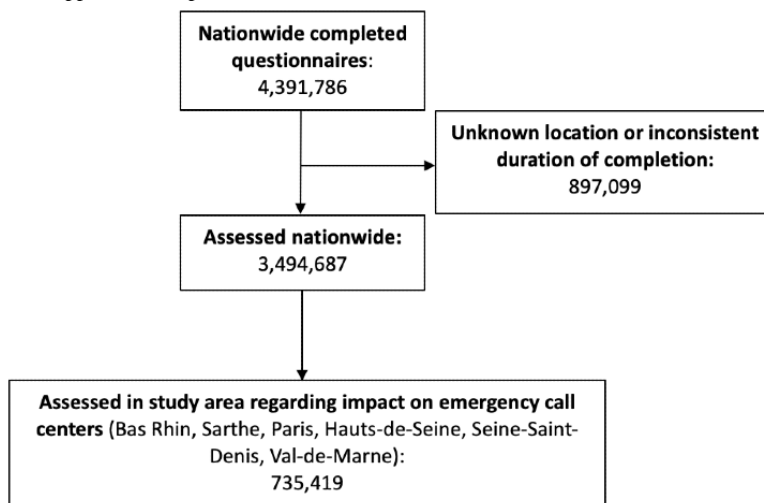 Nationwide completed
questionnaires:
4,391,786
Unknown location or inconsistent
duration of completion:
897,099
Assessed nationwide:
3,494,687
Assessed in study area regarding impact on emergency call
centers (Bas Rhin, Sarthe, Paris, Hauts-de-Seine, Seine-Saint-
Denis, Val-de-Marne):
735,419